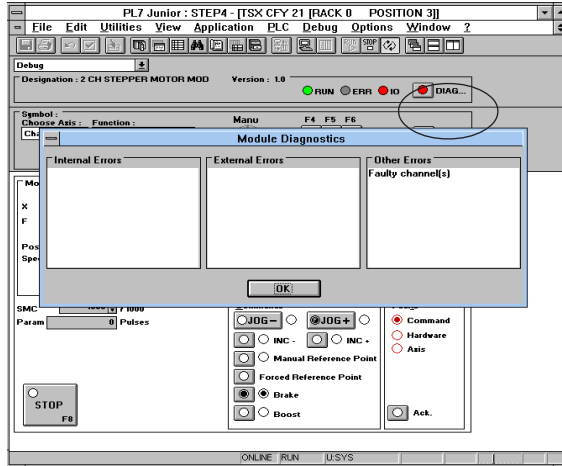 PL7 Junior : STEP4 - [TSX CFY 21 [RACK 0 POSITION 3]]
File Edit Utilities View Application PLC Debug Options Window ?
Debug
Designation : 2 CH STEPPER MOTOR MOD Version : 1.0
RUN ERR IO DIAG...
Symbol :
Choose Axis : Function : Manu F4 F5 F6
Module Diagnostics
Internal Errors External Errors Other Errors
Faulty channel(s)
OK
X
F
SMC / 1000
Param 0 Pulses
JOG - JOG +
INC - INC +
Manual Reference Point
Forced Reference Point
Brake
Boost
Command
Hardware
Axis
Ack.
STOP
F8
ONLINE RUN U:SYS